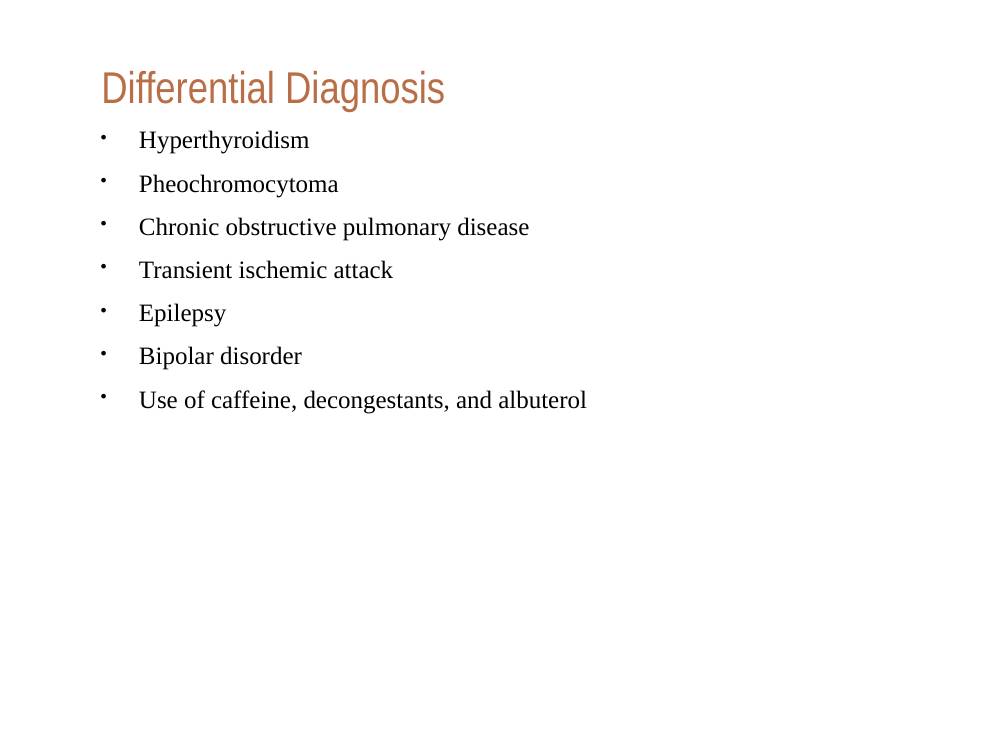 Differential Diagnosis
• Hyperthyroidism
• Pheochromocytoma
• Chronic obstructive pulmonary disease
• Transient ischemic attack
• Epilepsy
• Bipolar disorder
• Use of caffeine, decongestants, and albuterol